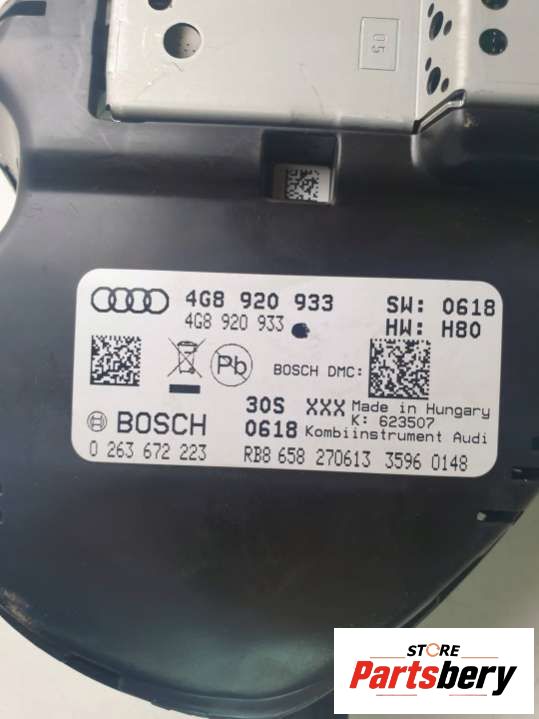 05
4G8 920 933 SW: 0618
4G8 920 933 HW: H80
Pb BOSCH DMC:
30S XXX Made in Hungary
K: 623507
BOSCH 0618 Kombiinstrument Audi
0 263 672 223 RB8 658 270613 3596 0148
STORE
Partsbery